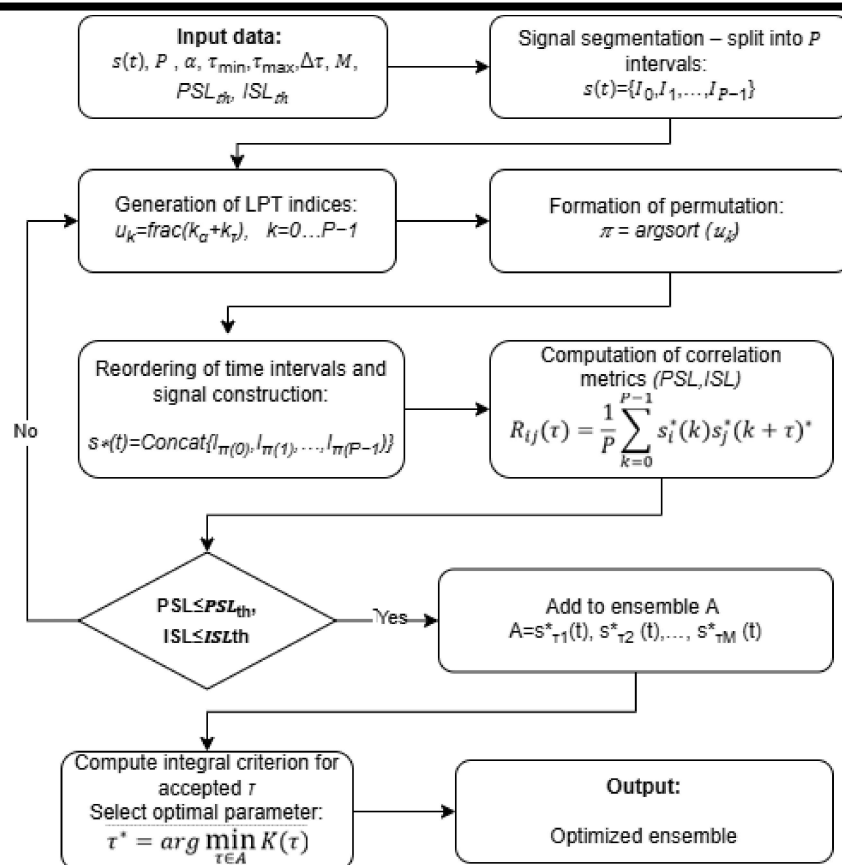 Input data:
s(t), P , α, τmin,τmax,Δτ, M,
PSLth, ISLth
Signal segmentation – split into P
intervals:
s(t)={I0,I1,…,IP−1}
Generation of LPT indices:
uk=frac(kα+kτ), k=0...P−1
Formation of permutation:
π = argsort (uk)
Reordering of time intervals and
signal construction:
s*(t)=Concat{Iπ(0),Iπ(1),…,Iπ(P−1)}
Computation of correlation
metrics (PSL,ISL)
Rij(τ) = 1/P ∑k=0P−1 si*(k)sj*(k + τ)*
No
PSL≤PSLth,
ISL≤ISLth
Yes
Add to ensemble A
A=s*τ1(t), s*τ2 (t),…, s*τM (t)
Compute integral criterion for
accepted τ
Select optimal parameter:
τ* = arg min K(τ)
τ∈A
Output:
Optimized ensemble